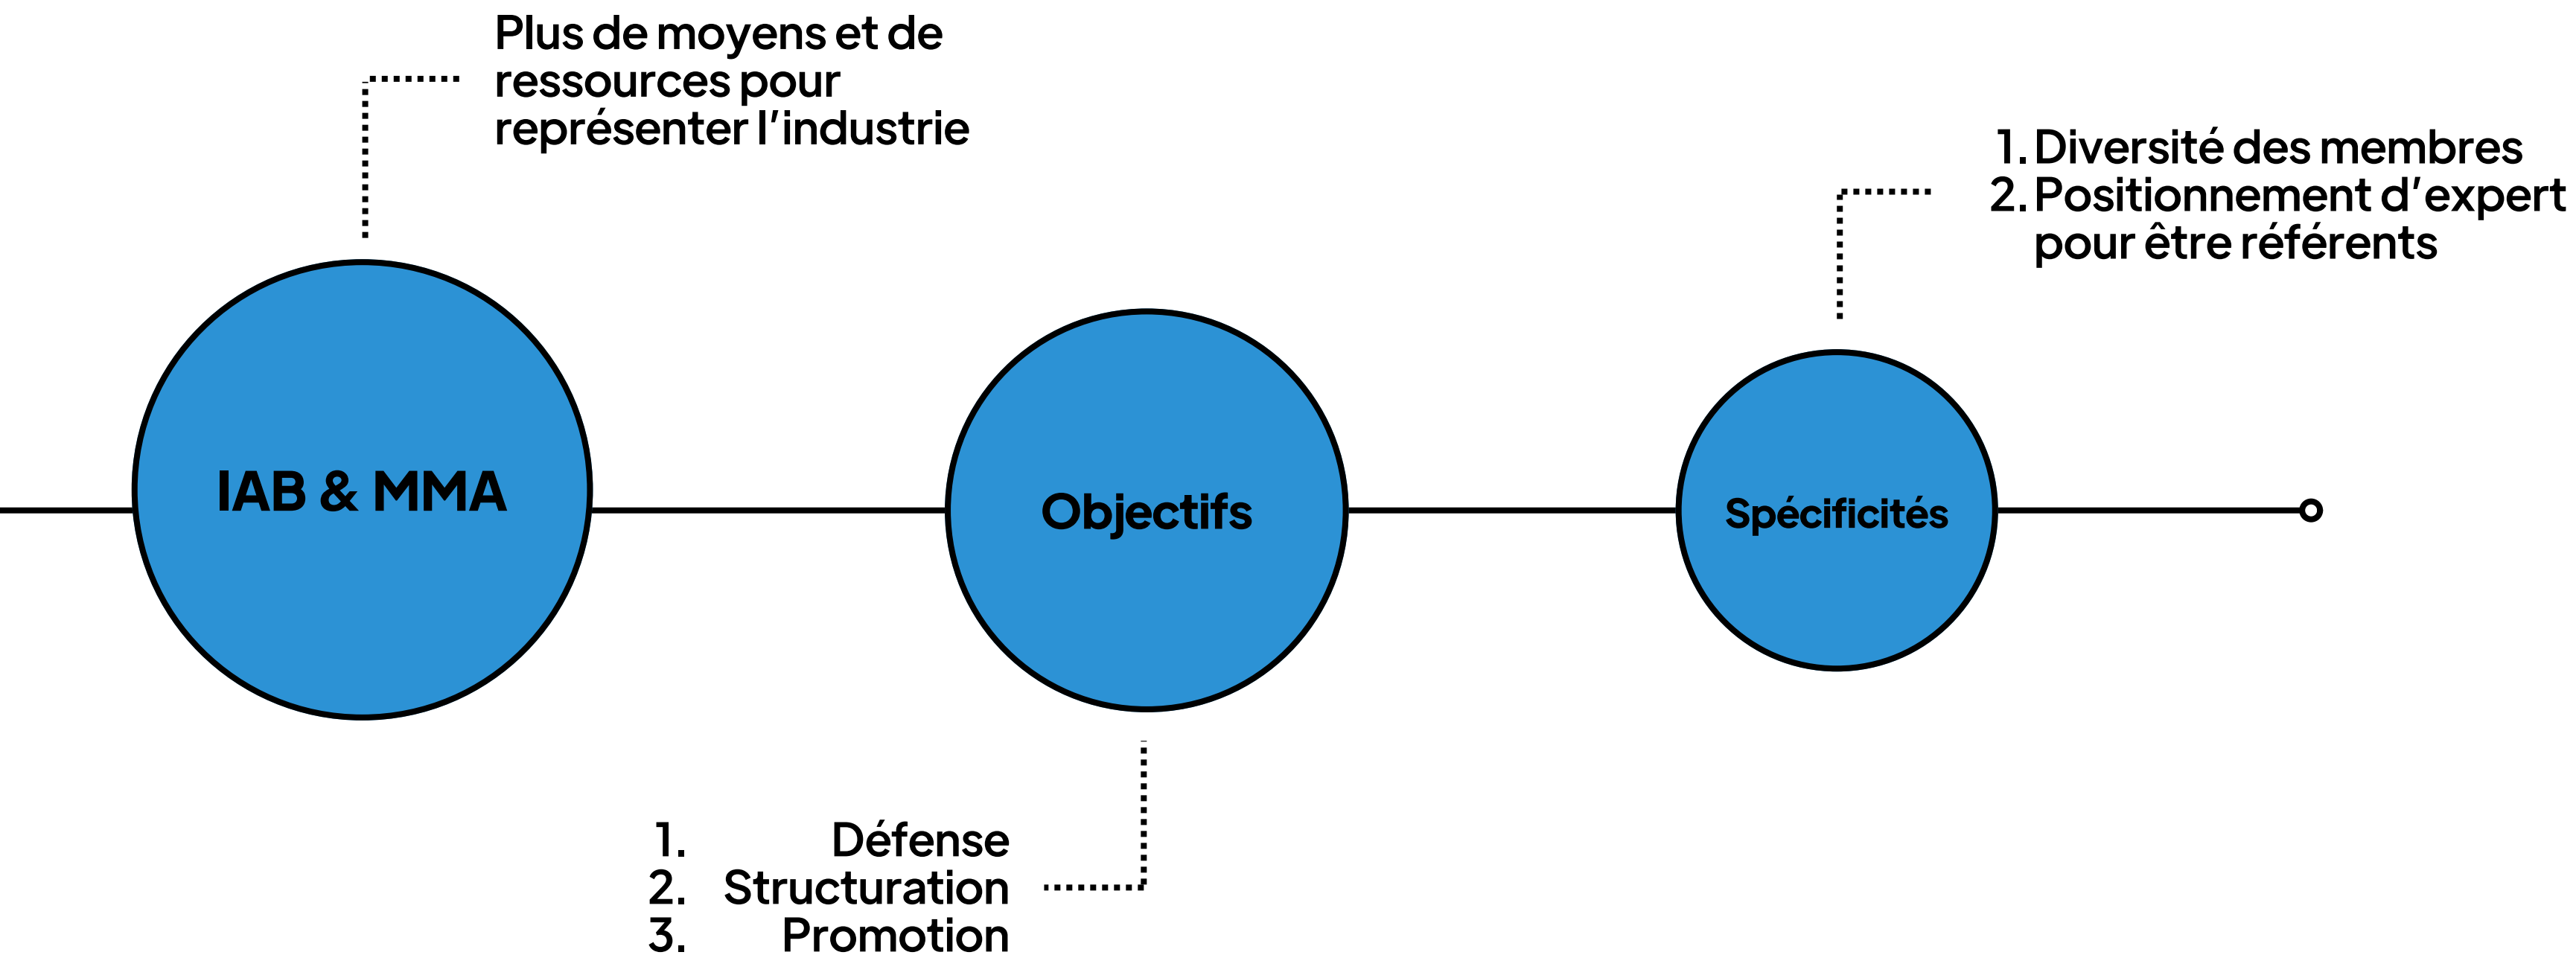 Plus de moyens et de
ressources pour
représenter l'industrie
1. Diversité des membres
2. Positionnement d'expert
pour être référents
IAB & MMA
Objectifs
Spécificités
1. Défense
2. Structuration
3. Promotion